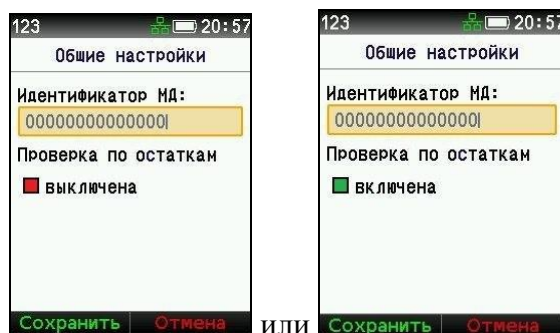 123 20:57
Общие настройки
Идентификатор МД:
00000000000000
Проверка по остаткам
выключена
Сохранить Отмена
или
123 20:57
Общие настройки
Идентификатор МД:
00000000000000
Проверка по остаткам
включена
Сохранить Отмена